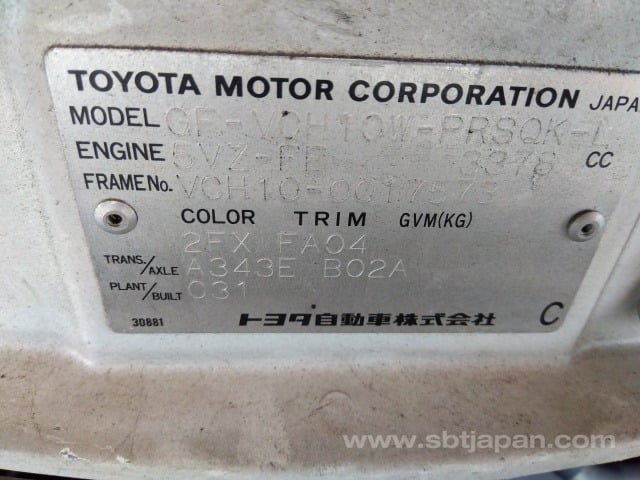 TOYOTA MOTOR CORPORATION JAPAN
MODEL GE-VCH10W-PRSQK-
ENGINE 5VZ-FE 3378 CC
FRAME No. VCH10-0017573
COLOR TRIM GVM(KG)
2FX FA04
TRANS./AXLE A343E B02A
PLANT/BUILT 031
30881 トヨタ自動車株式会社 C
www.sbtjapan.com